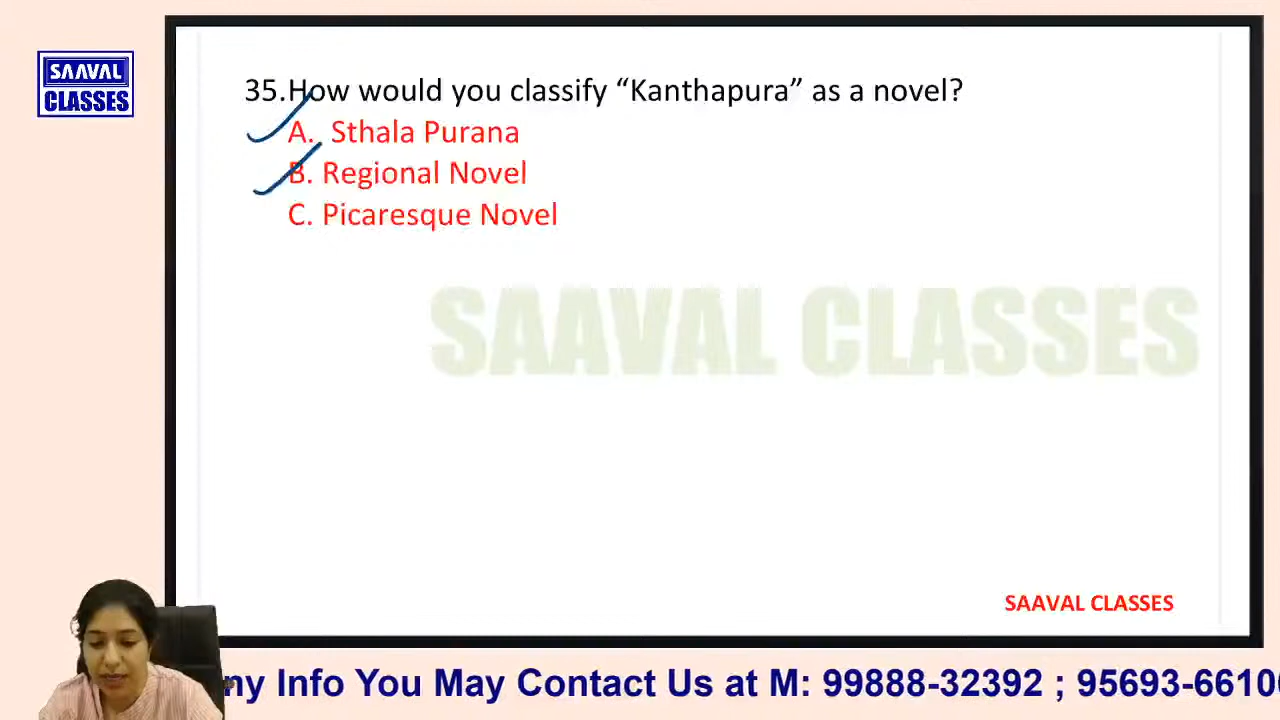 SAAVAL
CLASSES
35.How would you classify “Kanthapura” as a novel?
A. Sthala Purana
B. Regional Novel
C. Picaresque Novel
SAAVAL CLASSES
SAAVAL CLASSES
ny Info You May Contact Us at M: 99888-32392 ; 95693-6610